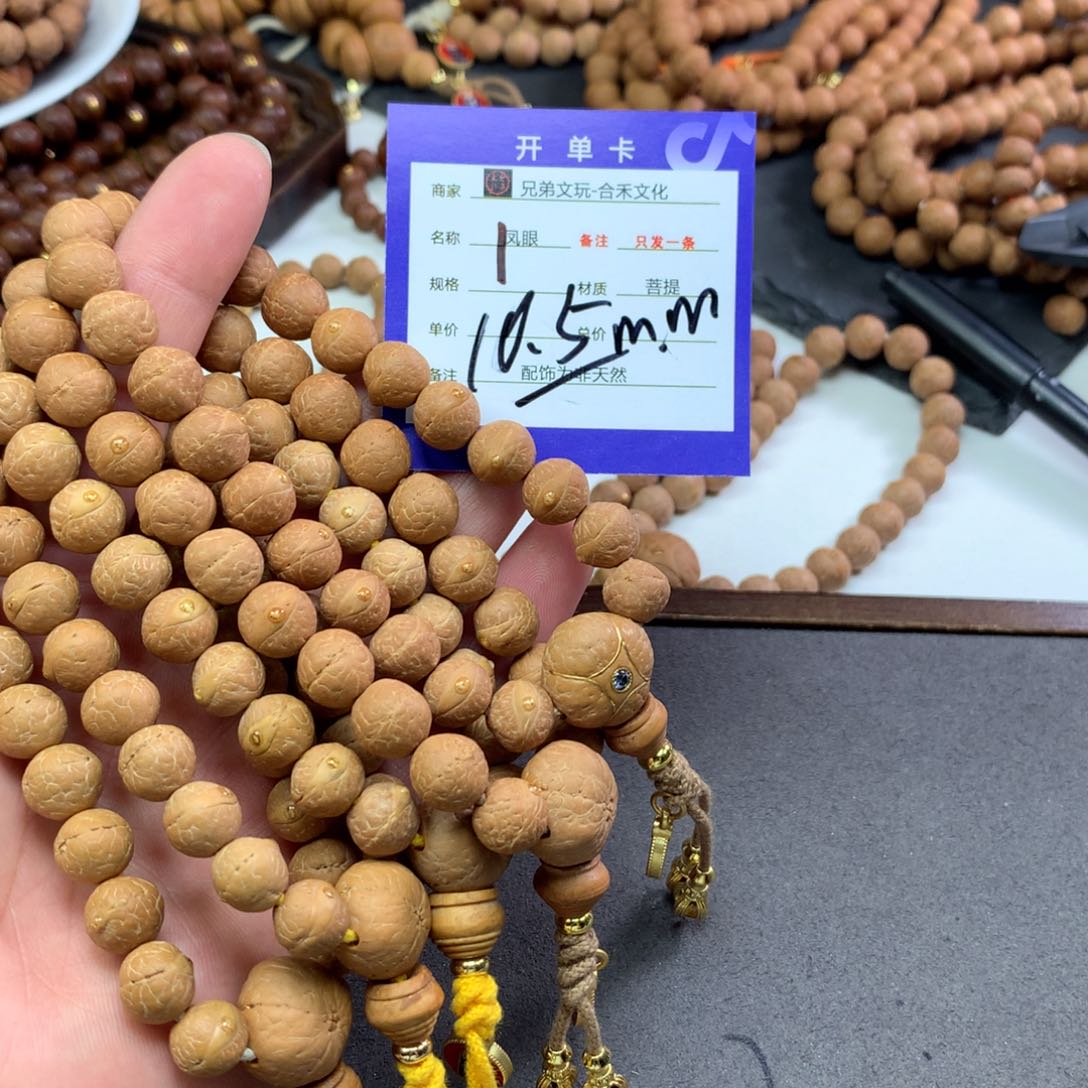 开单卡
商家 兄弟文玩-合禾文化
名称 凤眼 备注 只发一条
规格 材质 菩提
单价 10.5mm 总价
备注 配饰为非天然